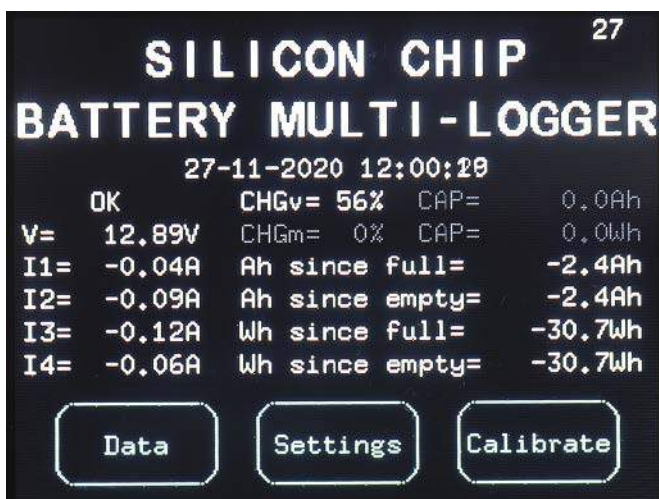 27
SILICON CHIP
BATTERY MULTI-LOGGER
27-11-2020 12:00:
OK CHGv= 56% CAP= 0.0Ah
V= 12.89V CHGm= 0% CAP= 0.0Wh
I1= -0.04A Ah since full= -2.4Ah
I2= -0.09A Ah since empty= -2.4Ah
I3= -0.12A Wh since full= -30.7Wh
I4= -0.06A Wh since empty= -30.7Wh
Data Settings Calibrate